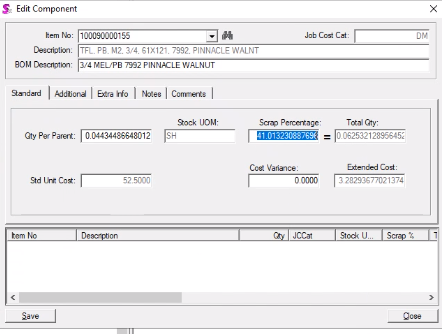 Edit Component
Item No: 100090000155 Job Cost Cat: DM
Description: TFL, PB, M2, 3/4, 61X121, 7992, PINNACLE WALNT
BOM Description: 3/4 MEL/PB 7992 PINNACLE WALNUT
Standard Additional Extra Info Notes Comments
Stock UOM: Scrap Percentage: Total Qty:
Qty Per Parent: 0.04434486648012 SH 41.013230887696 = 0.062532128956452
Cost Variance: Extended Cost:
Std Unit Cost: 52.5000 0.0000 3.28293677021374
Item No Description Qty JCCat Stock U... Scrap % T
Save Close